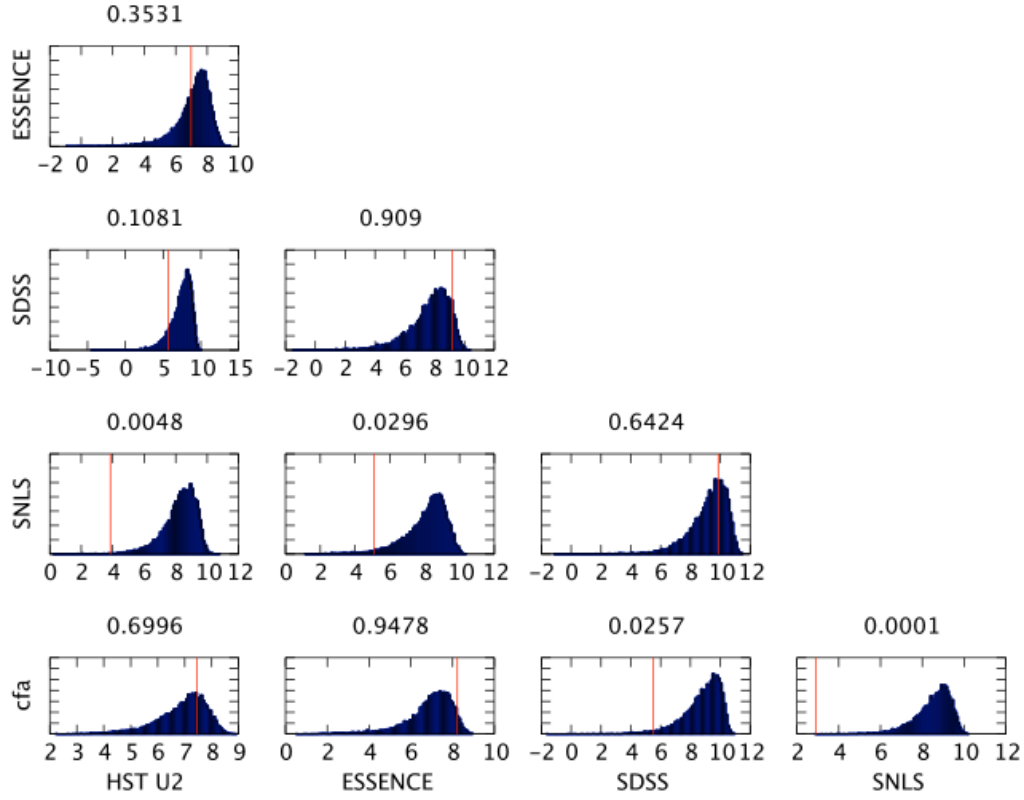 0.3531
ESSENCE
−2 0 2 4 6 8 10
0.1081 0.909
SDSS
−10 −5 0 5 10 15 −2 0 2 4 6 8 10 12
0.0048 0.0296 0.6424
SNLS
0 2 4 6 8 10 12 0 2 4 6 8 10 12 −2 0 2 4 6 8 10 12
0.6996 0.9478 0.0257 0.0001
cfa
2 3 4 5 6 7 8 9 0 2 4 6 8 10 −2 0 2 4 6 8 10 12 2 4 6 8 10 12
HST U2 ESSENCE SDSS SNLS